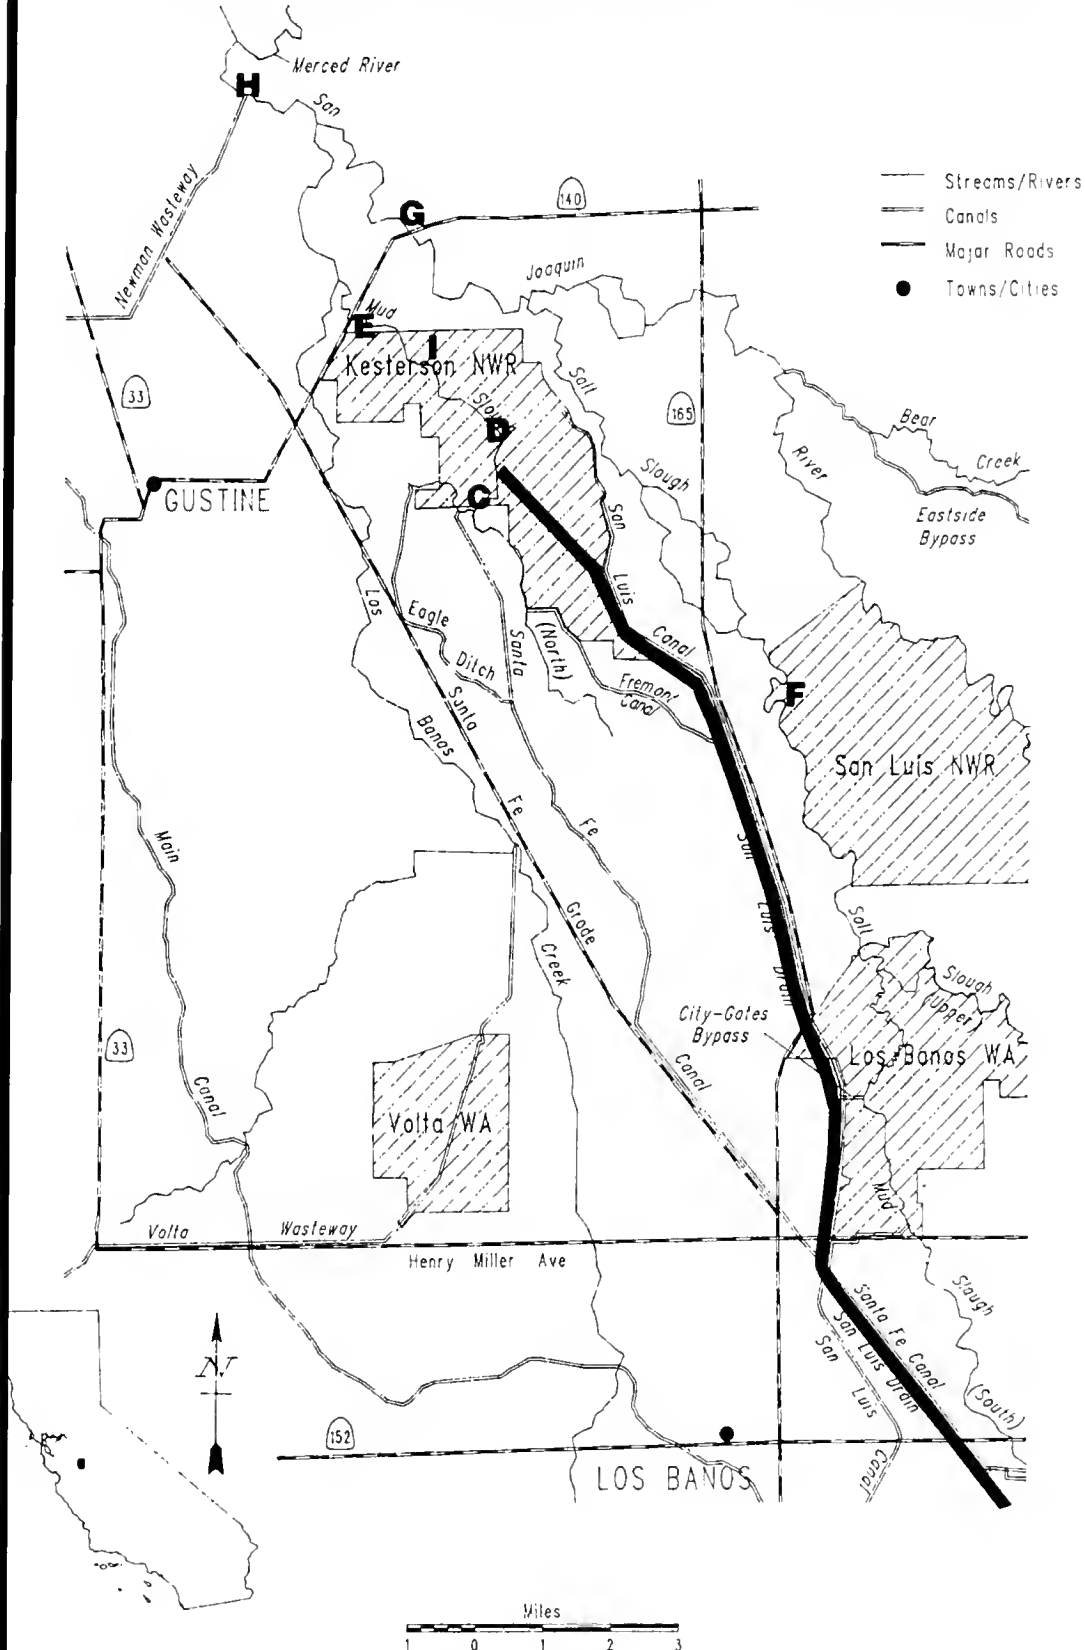 Merced River
H
San
Newman Wasteway
G
140
Streams/Rivers
Canals
Major Roads
Towns/Cities
Joaquin
Mud
E
I
Kesterson NWR
Salt
33
165
Slough
D
Bear
Creek
River
Slough
GUSTINE
C
San
Eastside
Bypass
Los
Luis
Eagle
Santa
(North)
Canal
Ditch
Fremont
Canal
F
Santa
Banos
San Luis NWR
Fe
Fe
Main
San
Luis
Drain
Grade
Salt
Creek
Slough
(Upper)
City-Gates
Bypass
Los Banos WA
33
Canal
Canal
Volta WA
Mud
Volta
Wasteway
Henry Miller Ave
Slough
Santa Fe Canal
San Luis Drain
San
Luis
Canal
(South)
N
152
LOS BANOS
Miles
1 0 1 2 3